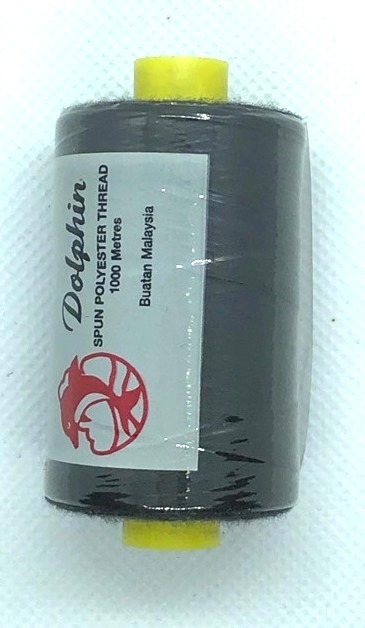 Dolphin
SPUN POLYESTER THREAD
1000 Metres
Buatan Malaysia